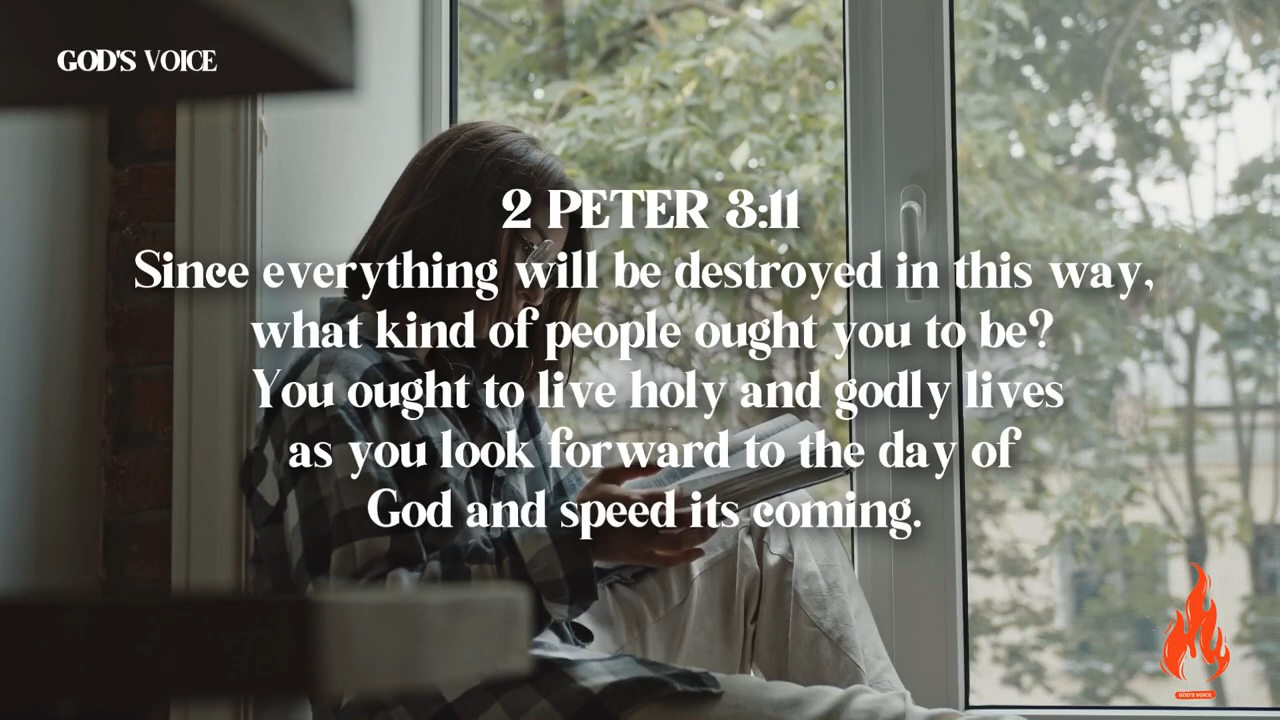 GOD'S VOICE
2 PETER 3:11
Since everything will be destroyed in this way,
what kind of people ought you to be?
You ought to live holy and godly lives
as you look forward to the day of
God and speed its coming.
GOD'S VOICE